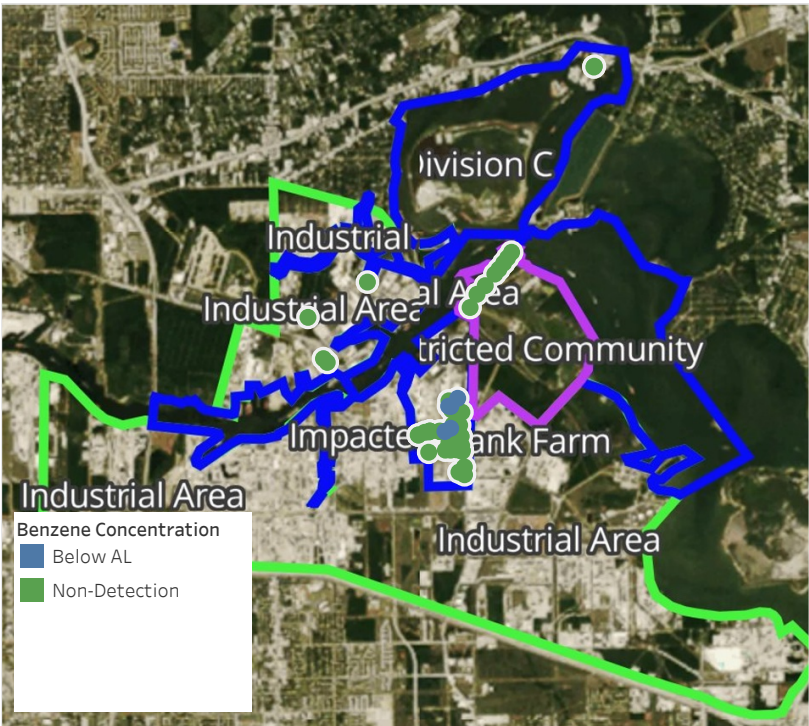 Division C
Industrial
Industrial Area
al Area
tricted Community
Impacte
ank Farm
Industrial Area
Industrial Area
Benzene Concentration
Below AL
Non-Detection